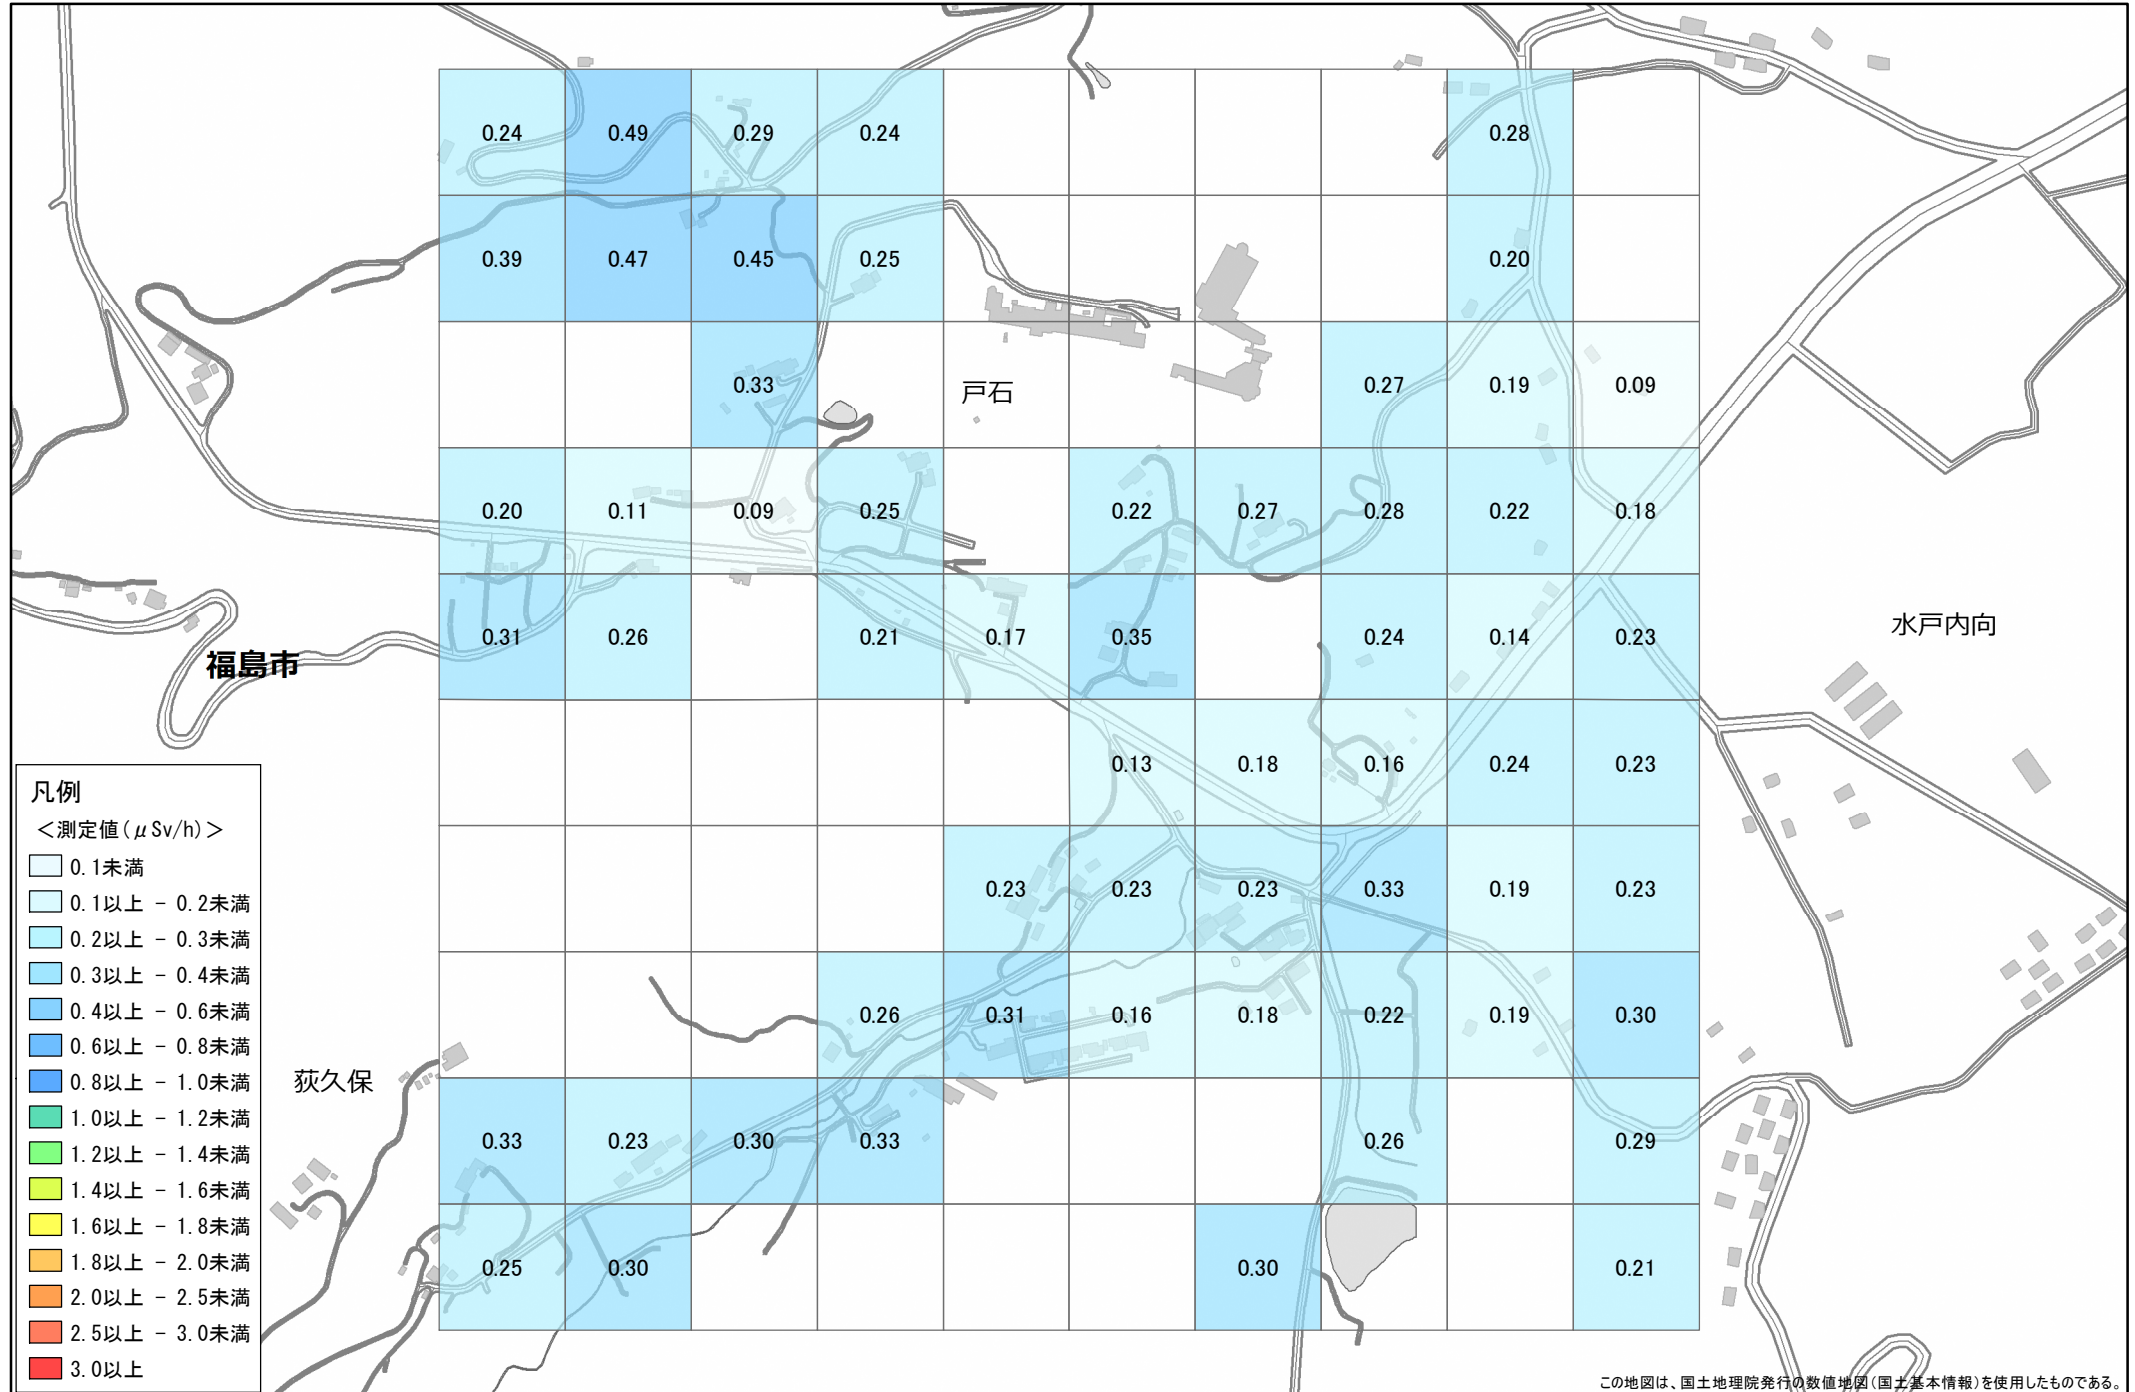 0.24 0.49 0.29 0.24 0.28
0.39 0.47 0.45 0.25 0.20
0.33 戸石 0.27 0.19 0.09
0.20 0.11 0.09 0.25 0.22 0.27 0.28 0.22 0.18
0.31 0.26 0.21 0.17 0.35 0.24 0.14 0.23
水戸内向
福島市
0.13 0.18 0.16 0.24 0.23
0.23 0.23 0.23 0.33 0.19 0.23
0.26 0.31 0.16 0.18 0.22 0.19 0.30
荻久保
0.33 0.23 0.30 0.33 0.26 0.29
0.25 0.30 0.30 0.21
凡例
＜測定値(μSv/h)＞
0.1未満
0.1以上 － 0.2未満
0.2以上 － 0.3未満
0.3以上 － 0.4未満
0.4以上 － 0.6未満
0.6以上 － 0.8未満
0.8以上 － 1.0未満
1.0以上 － 1.2未満
1.2以上 － 1.4未満
1.4以上 － 1.6未満
1.6以上 － 1.8未満
1.8以上 － 2.0未満
2.0以上 － 2.5未満
2.5以上 － 3.0未満
3.0以上
この地図は、国土地理院発行の数値地図(国土基本情報)を使用したものである。